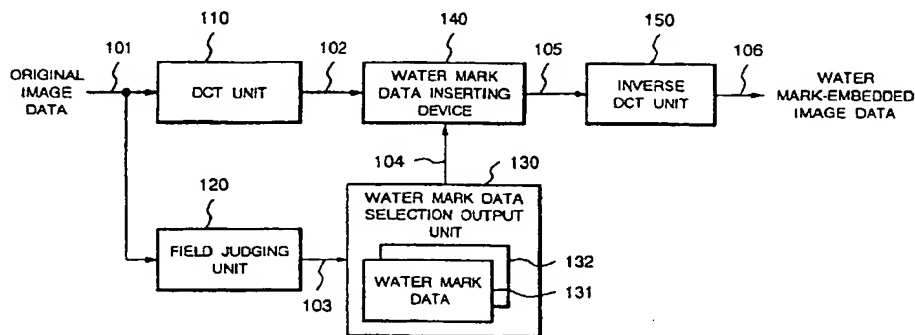 110
140
150
101
102
105
106
ORIGINAL
IMAGE
DATA
DCT UNIT
WATER MARK
DATA INSERTING
DEVICE
INVERSE
DCT UNIT
WATER
MARK-EMBEDDED
IMAGE DATA
104
130
120
WATER MARK DATA
SELECTION OUTPUT
UNIT
FIELD JUDGING
UNIT
103
132
WATER MARK
DATA
131